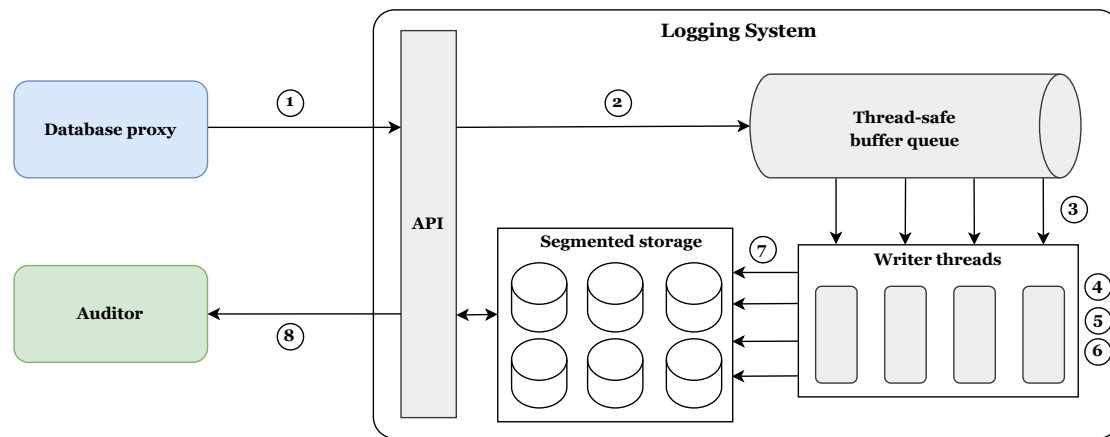 Logging System
1
2
Database proxy
Thread-safe
buffer queue
3
API
Segmented storage
7
Writer threads
4
5
6
Auditor
8